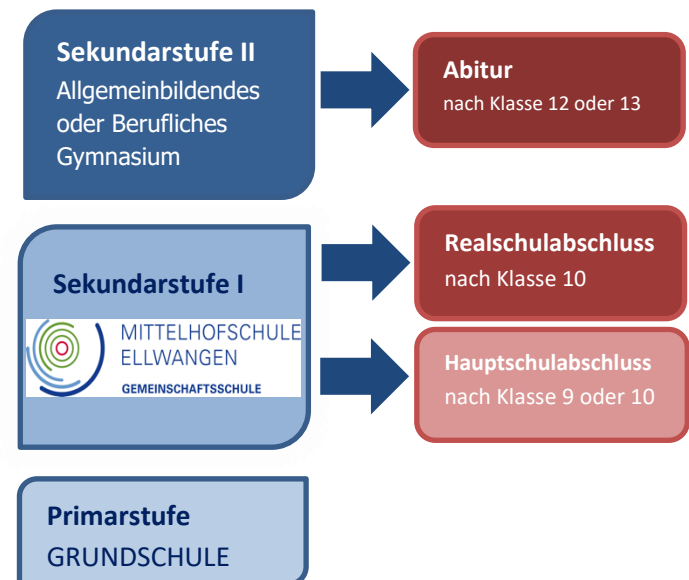 Sekundarstufe II
Allgemeinbildendes
oder Berufliches
Gymnasium
Abitur
nach Klasse 12 oder 13
Sekundarstufe I
MITTELHOFSCHULE
ELLWANGEN
GEMEINSCHAFTSSCHULE
Realschulabschluss
nach Klasse 10
Hauptschulabschluss
nach Klasse 9 oder 10
Primarstufe
GRUNDSCHULE